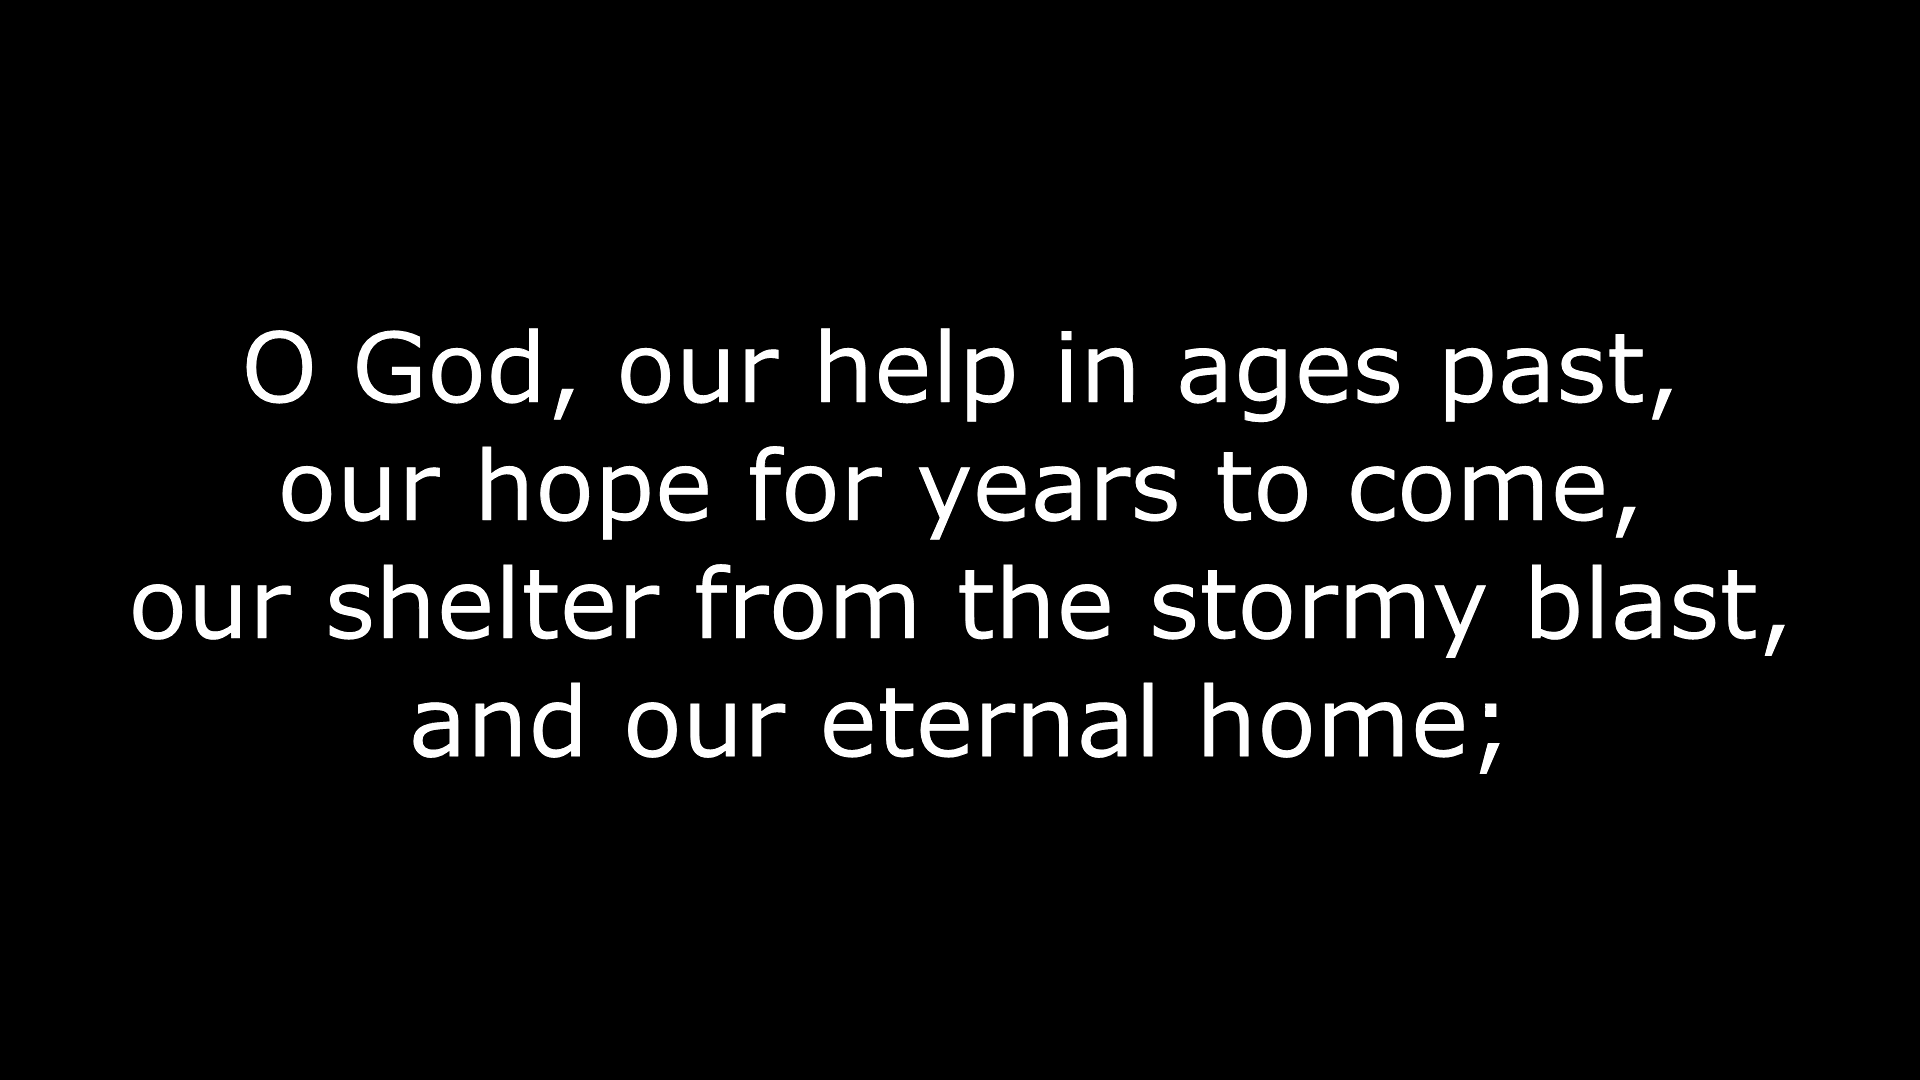 O God, our help in ages past,
our hope for years to come,
our shelter from the stormy blast,
and our eternal home;